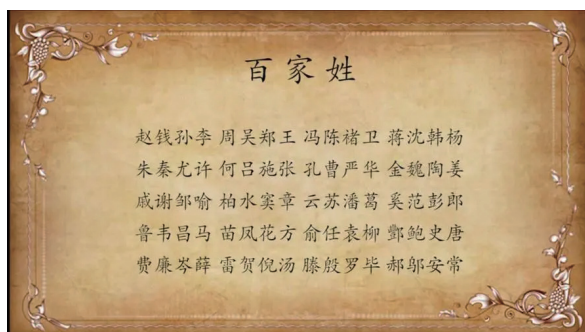 百家姓
赵钱孙李 周吴郑王 冯陈褚卫 蒋沈韩杨
朱秦尤许 何吕施张 孔曹严华 金魏陶姜
戚谢邹喻 柏水窦章 云苏潘葛 奚范彭郎
鲁韦昌马 苗凤花方 俞任袁柳 酆鲍史唐
费廉岑薛 雷贺倪汤 滕殷罗毕 郝邬安常